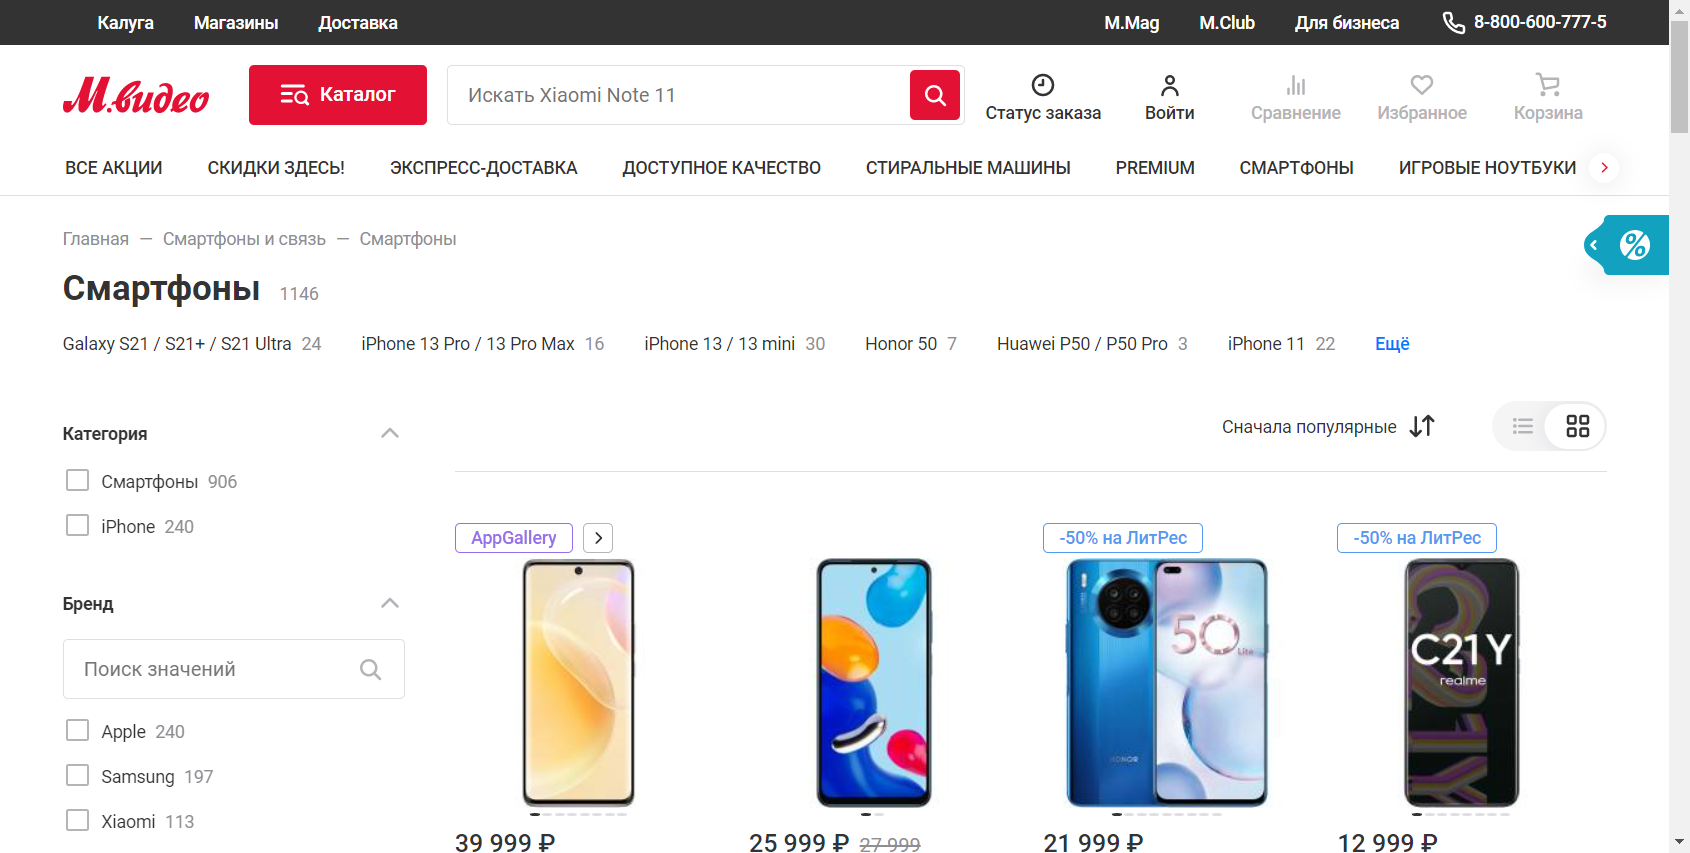 Калуга Магазины Доставка М.Mag M.Club Для бизнеса 8-800-600-777-5
М.видео Каталог Искать Xiaomi Note 11 Статус заказа Войти Сравнение Избранное Корзина
ВСЕ АКЦИИ СКИДКИ ЗДЕСЬ! ЭКСПРЕСС-ДОСТАВКА ДОСТУПНОЕ КАЧЕСТВО СТИРАЛЬНЫЕ МАШИНЫ PREMIUM СМАРТФОНЫ ИГРОВЫЕ НОУТБУКИ
Главная — Смартфоны и связь — Смартфоны
%
Смартфоны 1146
Galaxy S21 / S21+ / S21 Ultra 24 iPhone 13 Pro / 13 Pro Max 16 iPhone 13 / 13 mini 30 Honor 50 7 Huawei P50 / P50 Pro 3 iPhone 11 22 Ещё
Сначала популярные
Категория
Смартфоны 906
iPhone 240
Бренд
Поиск значений
Apple 240
Samsung 197
Xiaomi 113
AppGallery -50% на ЛитРес -50% на ЛитРес
50 Lite
HONOR
C21Y
realme
39 999 ₽ 25 999 ₽ 27 999 21 999 ₽ 12 999 ₽